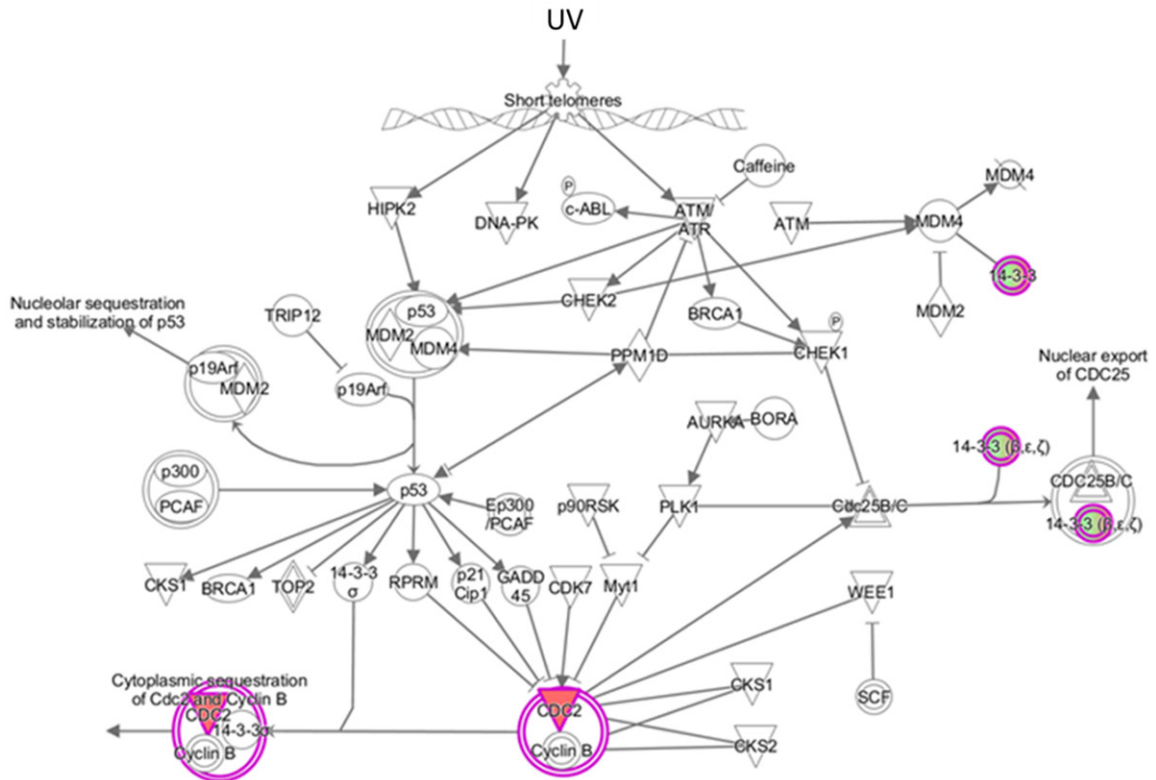 UV
Short telomeres
Caffeine
MDM4
HIPK2
DNA-PK
P
c-ABL
ATM/
ATR
ATM
MDM4
14-3-3
Nucleolar sequestration
and stabilization of p53
TRIP12
p53
MDM2
MDM4
CHEK2
BRCA1
MDM2
P
CHEK1
PPM1D
Nuclear export
of CDC25
p19Arf
MDM2
p19Arf
AURKA
BORA
14-3-3 (β,ε,ζ)
p300
PCAF
p53
Ep300
/PCAF
p90RSK
PLK1
Cdc25B/C
CDC25B/C
14-3-3 (β,ε,ζ)
CKS1
BRCA1
TOP2
14-3-3
σ
RPRM
p21
Cip1
GADD
45
CDK7
Myt1
WEE1
Cytoplasmic sequestration
of Cdc2 and Cyclin B
CDC2
14-3-3σ
Cyclin B
CDC2
Cyclin B
CKS1
CKS2
SCF